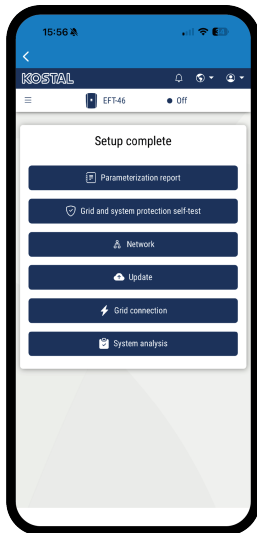 15:56
KOSTAL
EFT-46
Off
Setup complete
Parameterization report
Grid and system protection self-test
Network
Update
Grid connection
System analysis